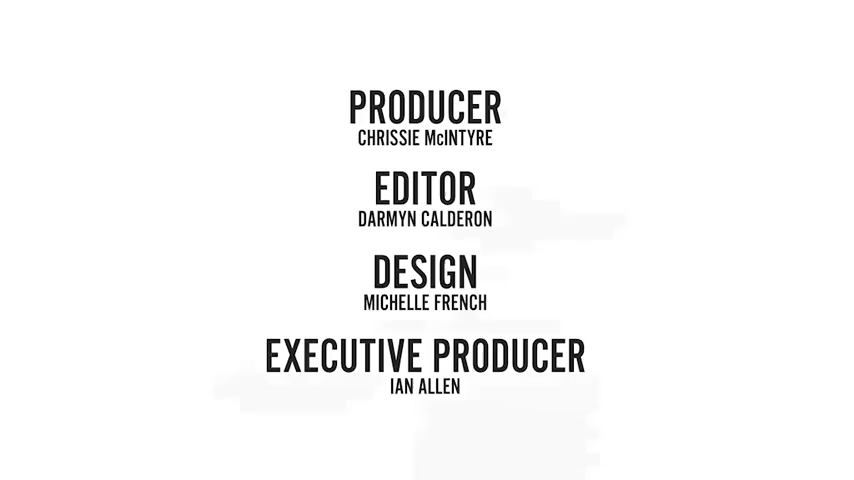 PRODUCER
CHRISSIE McINTYRE
EDITOR
DARMYN CALDERON
DESIGN
MICHELLE FRENCH
EXECUTIVE PRODUCER
IAN ALLEN